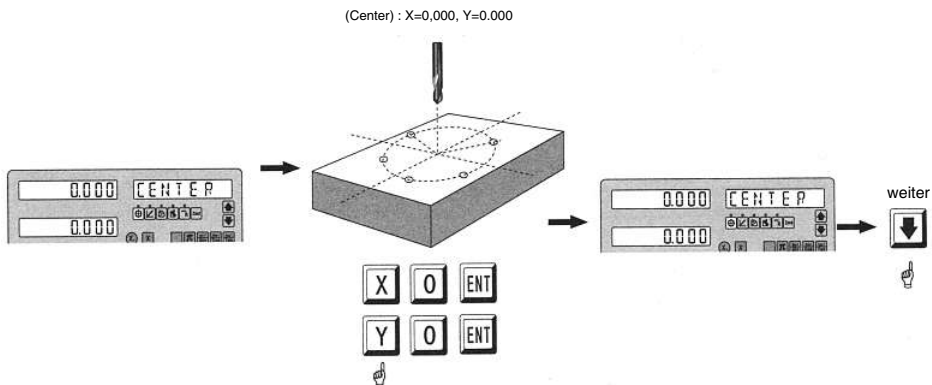 (Center) : X=0,000, Y=0.000
0.000 CENTER
0.000
X 0 ENT
Y 0 ENT
0.000 CENTER
0.000
weiter